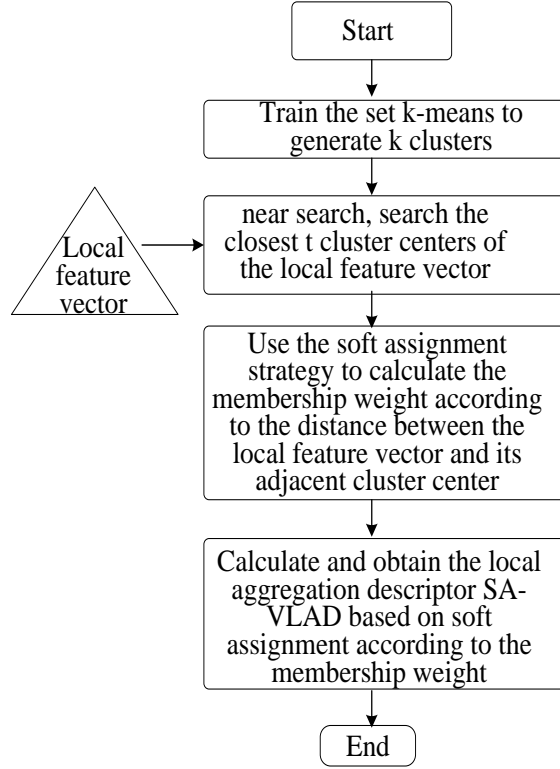 Start
Train the set k-means to
generate k clusters
Local
feature
vector
near search, search the
closest t cluster centers of
the local feature vector
Use the soft assignment
strategy to calculate the
membership weight according
to the distance between the
local feature vector and its
adjacent cluster center
Calculate and obtain the local
aggregation descriptor SA-
VLAD based on soft
assignment according to the
membership weight
End